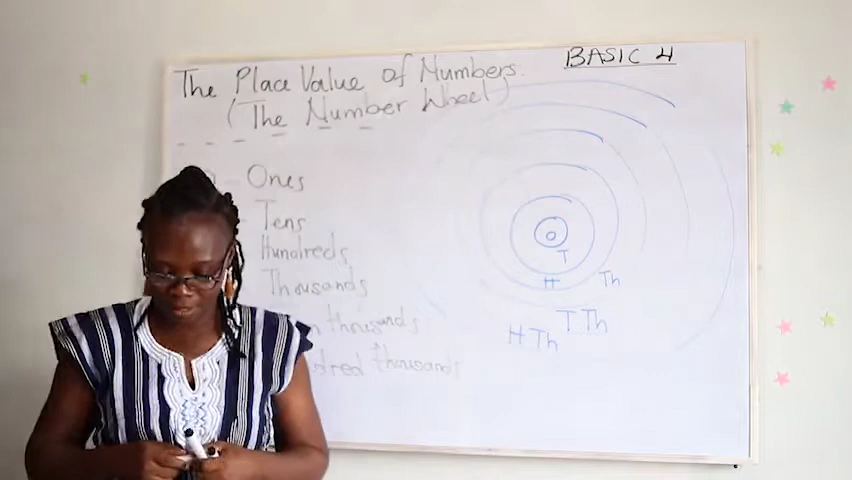 The Place Value of Numbers.
BASIC 4
(The Number Wheel)
Ones
Tens
Hundreds
Thousands
thousands
thousands
O
T
H
Th
T Th
H Th